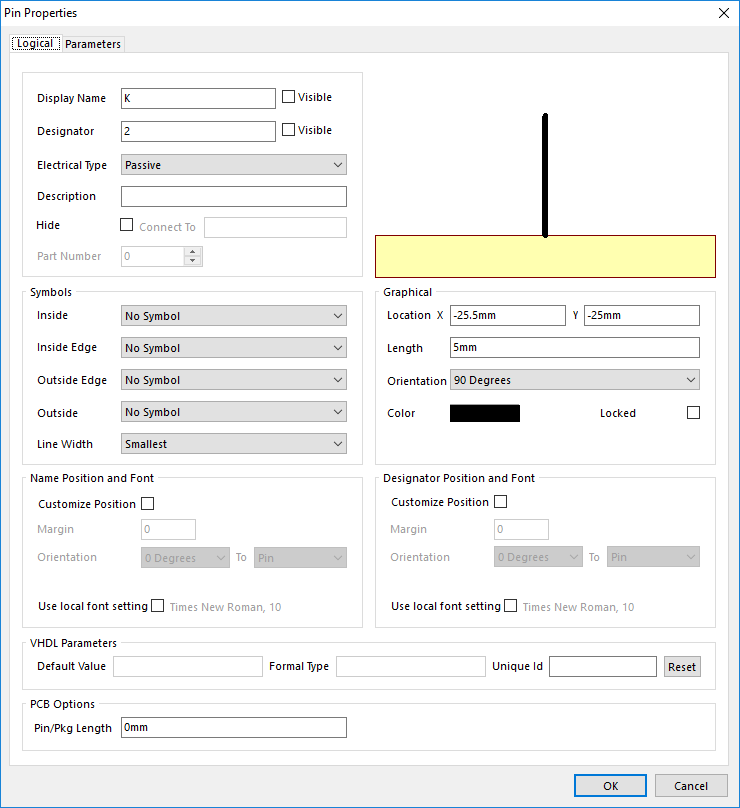 Pin Properties
Logical Parameters
Display Name K Visible
Designator 2 Visible
Electrical Type Passive
Description
Hide Connect To
Part Number 0
Symbols
Inside No Symbol
Inside Edge No Symbol
Outside Edge No Symbol
Outside No Symbol
Line Width Smallest
Graphical
Location X -25.5mm Y -25mm
Length 5mm
Orientation 90 Degrees
Color Locked
Name Position and Font
Customize Position
Margin 0
Orientation 0 Degrees To Pin
Use local font setting Times New Roman, 10
Designator Position and Font
Customize Position
Margin 0
Orientation 0 Degrees To Pin
Use local font setting Times New Roman, 10
VHDL Parameters
Default Value Formal Type Unique Id Reset
PCB Options
Pin/Pkg Length 0mm
OK Cancel